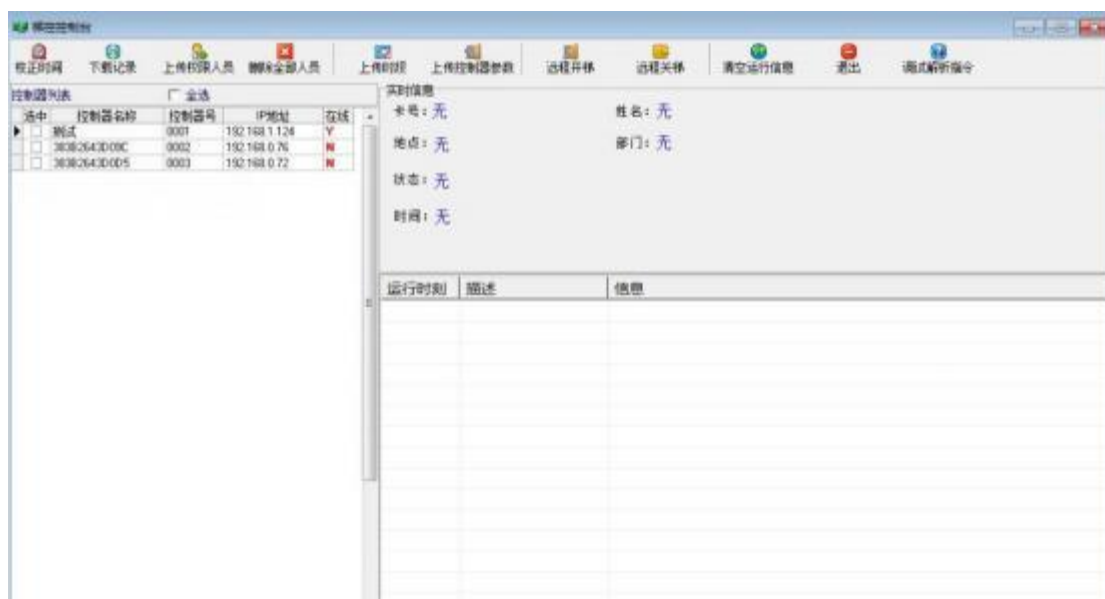 梯控控制台
校正时间 下载记录 上传权限人员 删除全部人员 上传时段 上传控制器参数 远程开梯 远程关梯 清空运行信息 退出 调试解析指令
控制器列表 全选
选中 控制器名称 控制器号 IP地址 在线
测试 0001 192.168.1.124 Y
0002 192.168.0.76 N
0003 192.168.0.72 N
实时信息
卡号：无 姓名：无
地点：无 部门：无
状态：无
时间：无
运行时刻 描述 信息